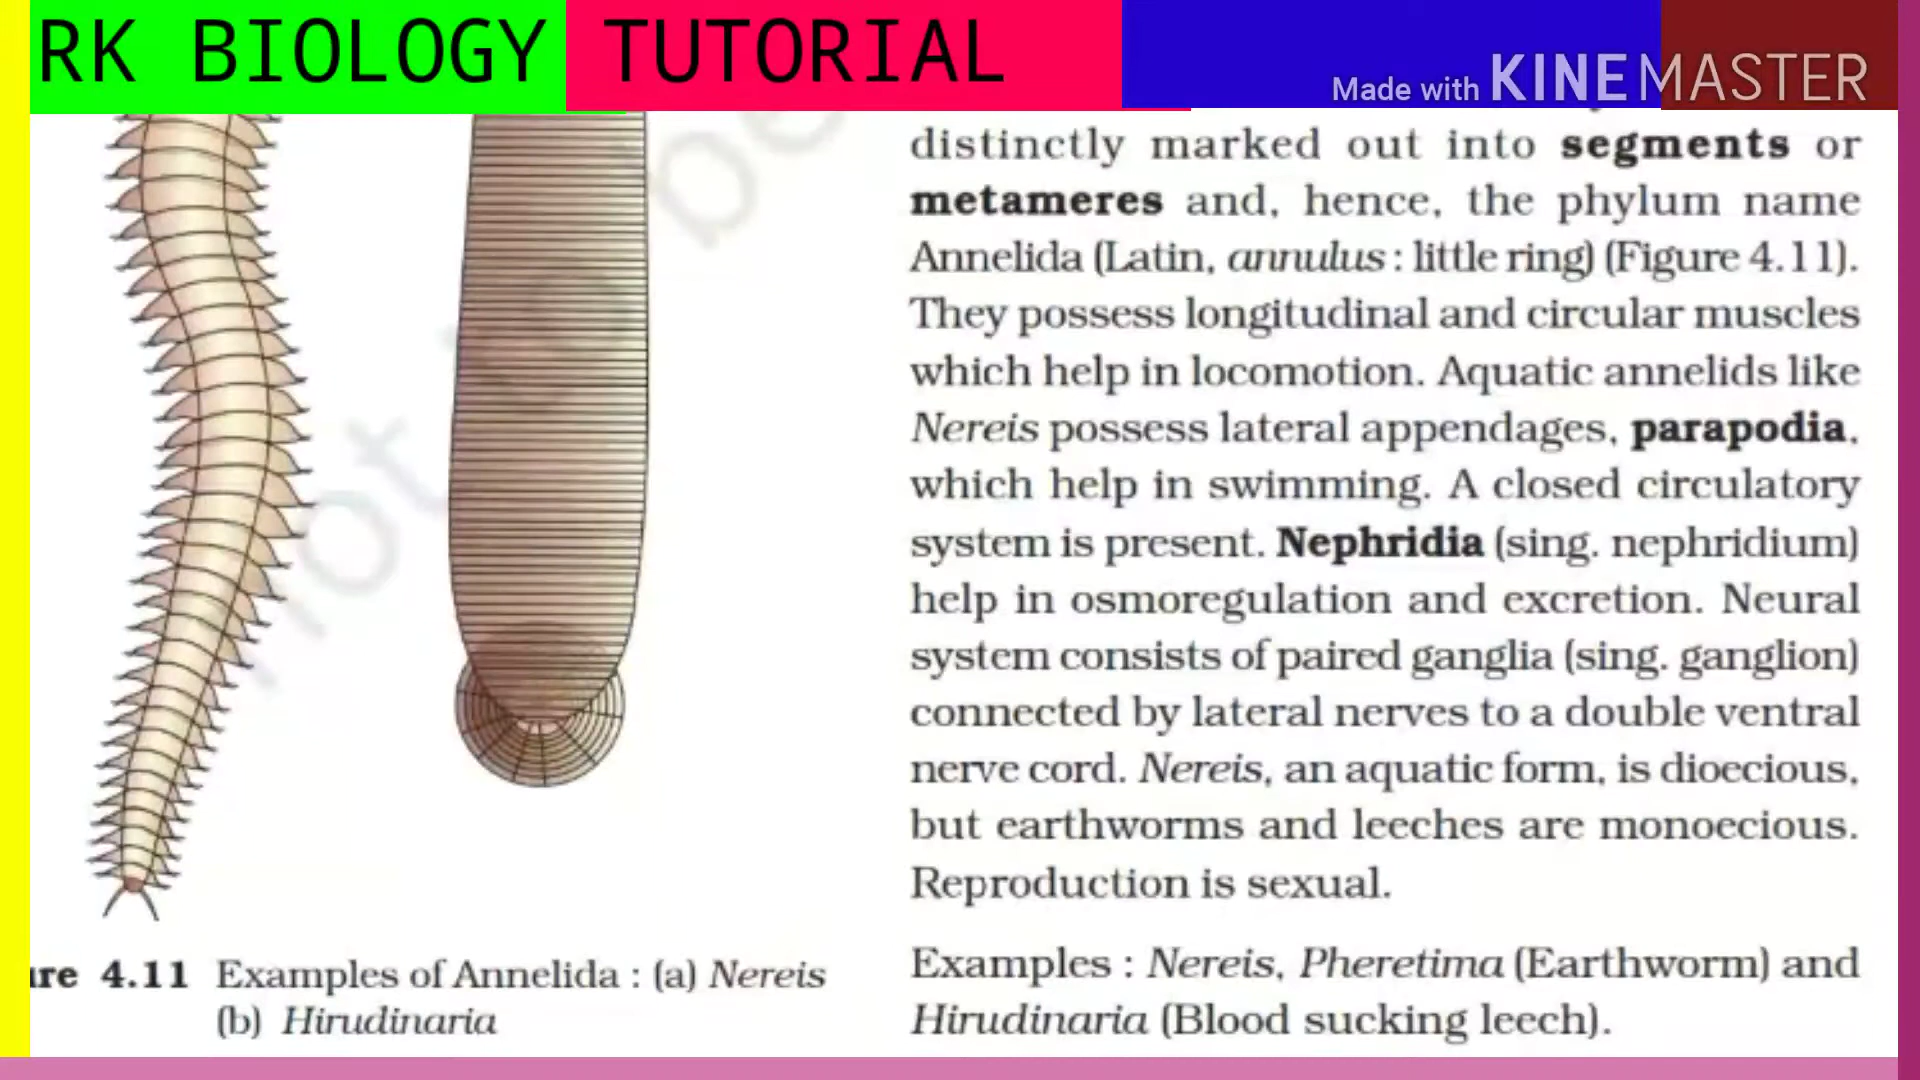 RK BIOLOGY TUTORIAL
Made with KINEMASTER
distinctly marked out into segments or
metameres and, hence, the phylum name
Annelida (Latin, annulus : little ring) (Figure 4.11).
They possess longitudinal and circular muscles
which help in locomotion. Aquatic annelids like
Nereis possess lateral appendages, parapodia,
which help in swimming. A closed circulatory
system is present. Nephridia (sing. nephridium)
help in osmoregulation and excretion. Neural
system consists of paired ganglia (sing. ganglion)
connected by lateral nerves to a double ventral
nerve cord. Nereis, an aquatic form, is dioecious,
but earthworms and leeches are monoecious.
Reproduction is sexual.
Examples : Nereis, Pheretima (Earthworm) and
Hirudinaria (Blood sucking leech).
ure 4.11 Examples of Annelida : (a) Nereis
(b) Hirudinaria
not to be